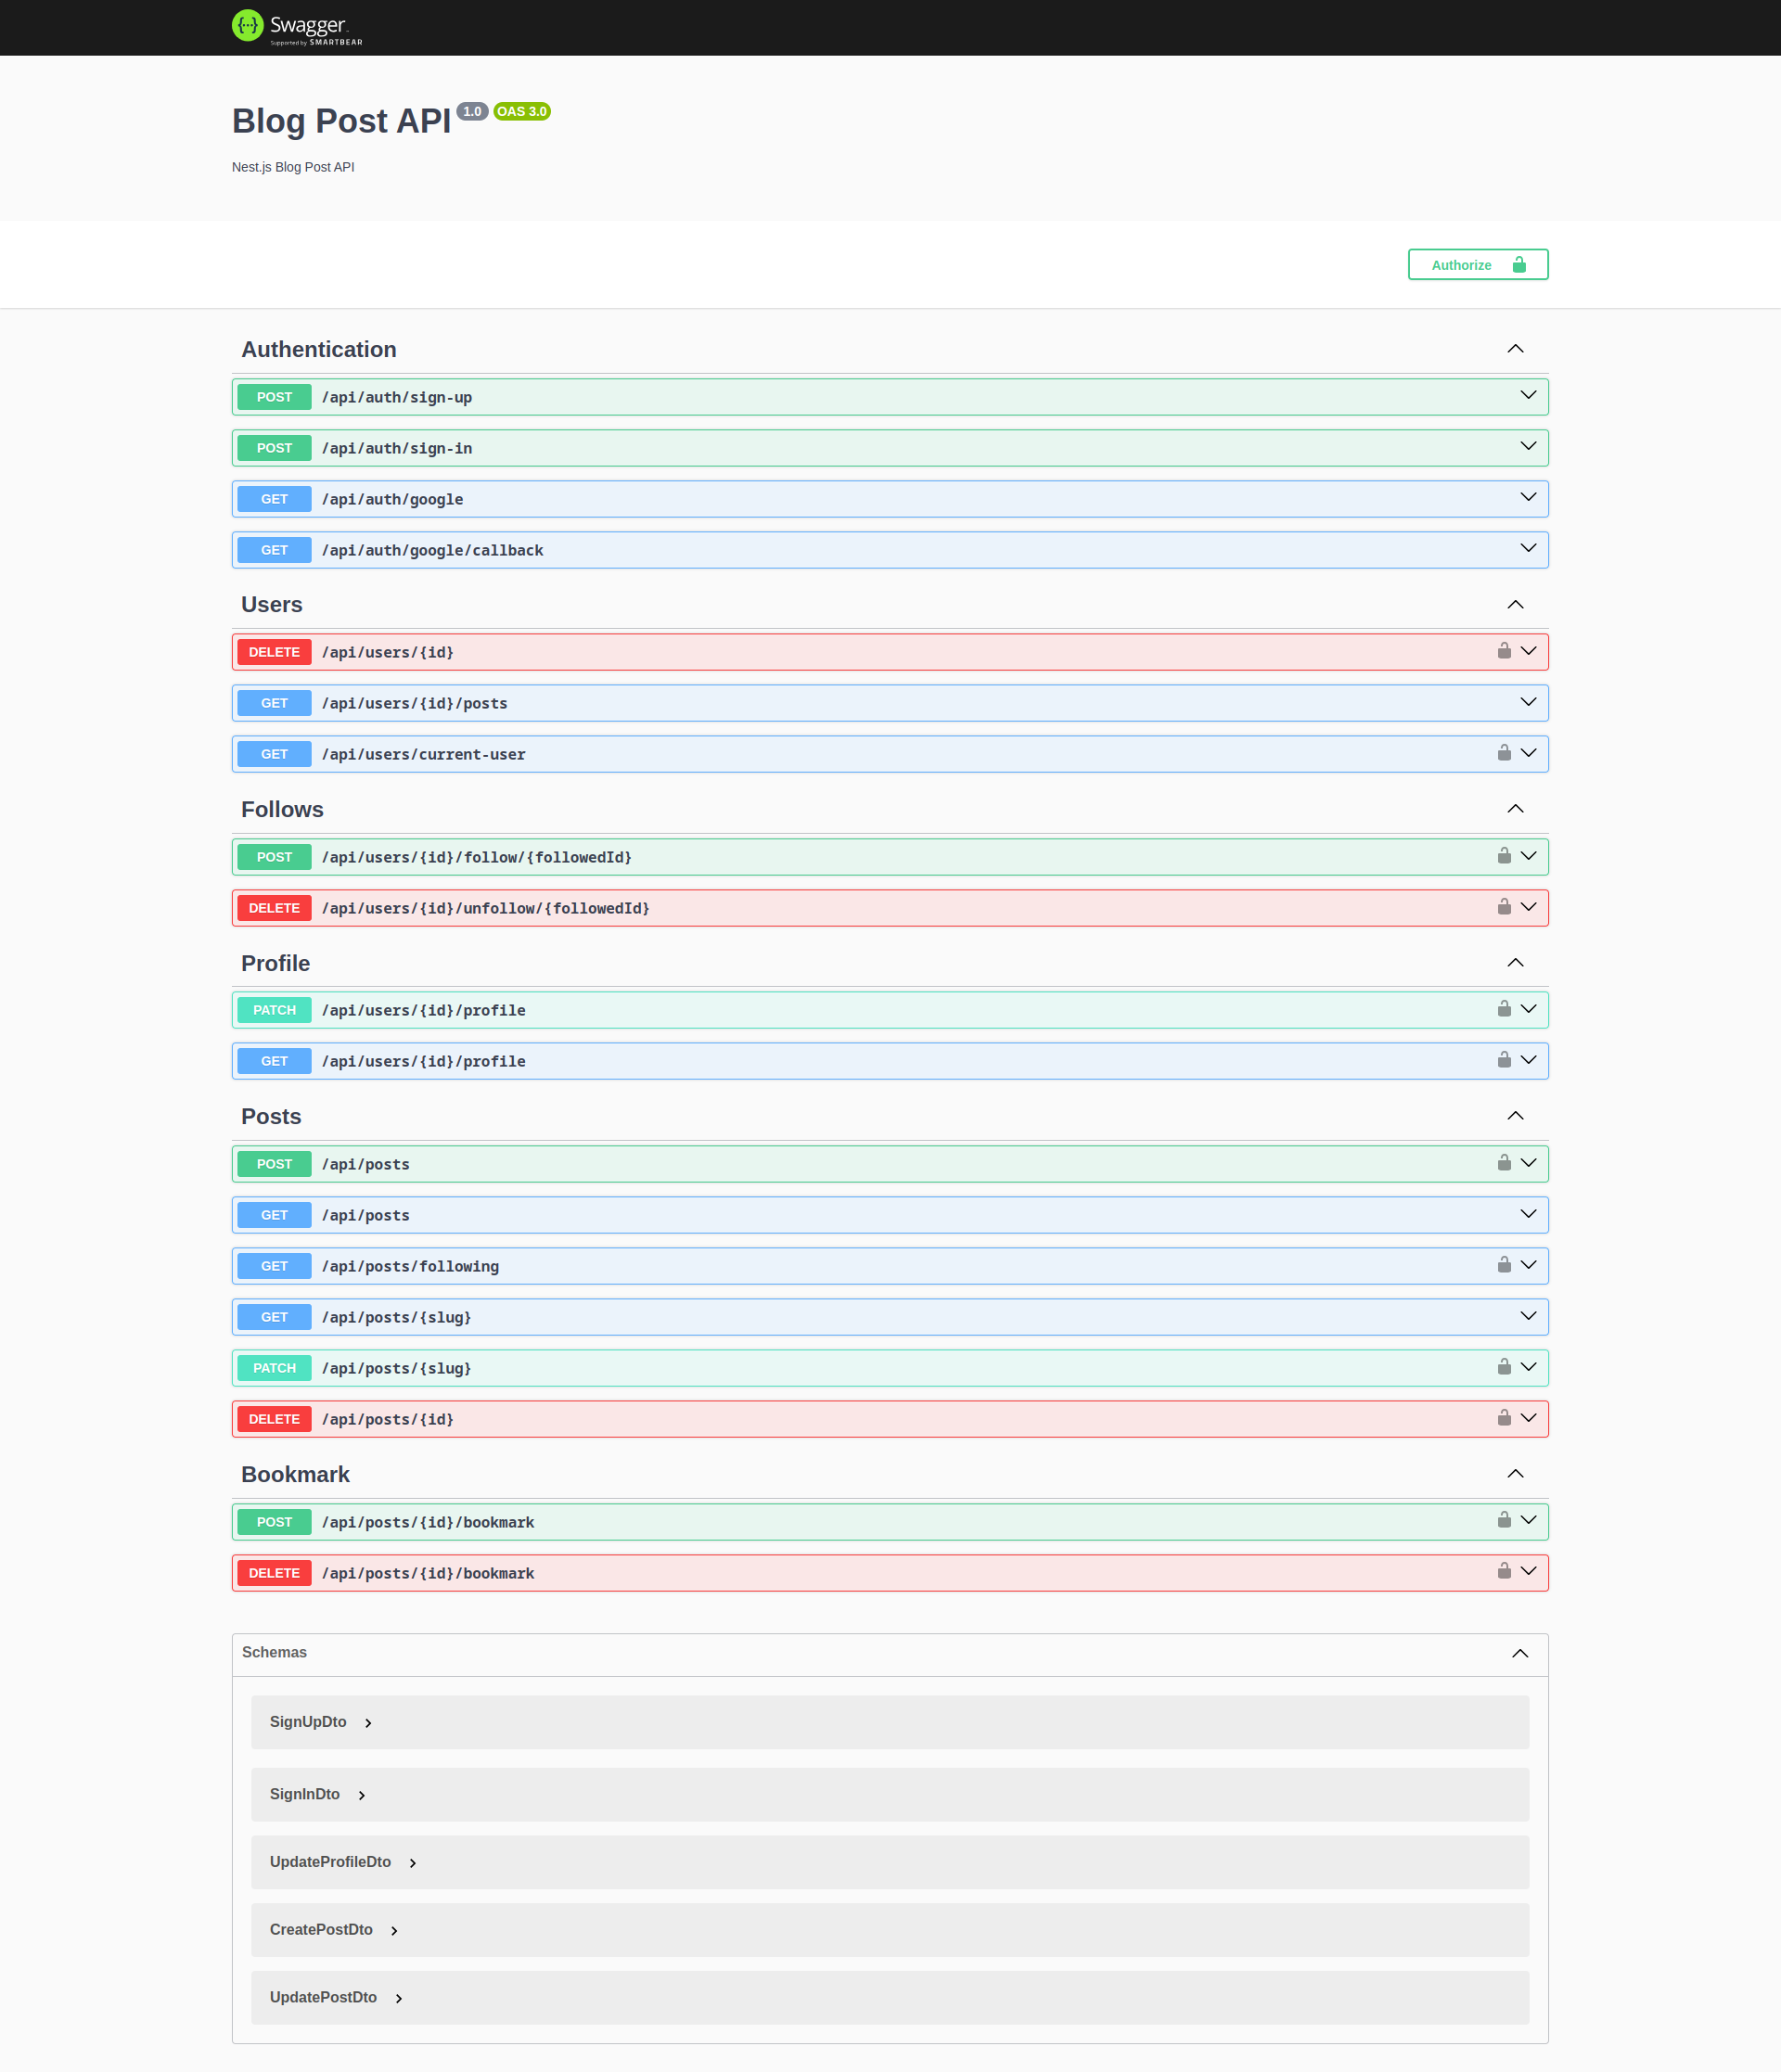 Swagger
Supported by SMARTBEAR
Blog Post API 1.0 OAS 3.0
Nest.js Blog Post API
Authorize
Authentication
POST /api/auth/sign-up
POST /api/auth/sign-in
GET /api/auth/google
GET /api/auth/google/callback
Users
DELETE /api/users/{id}
GET /api/users/{id}/posts
GET /api/users/current-user
Follows
POST /api/users/{id}/follow/{followedId}
DELETE /api/users/{id}/unfollow/{followedId}
Profile
PATCH /api/users/{id}/profile
GET /api/users/{id}/profile
Posts
POST /api/posts
GET /api/posts
GET /api/posts/following
GET /api/posts/{slug}
PATCH /api/posts/{slug}
DELETE /api/posts/{id}
Bookmark
POST /api/posts/{id}/bookmark
DELETE /api/posts/{id}/bookmark
Schemas
SignUpDto
SignInDto
UpdateProfileDto
CreatePostDto
UpdatePostDto